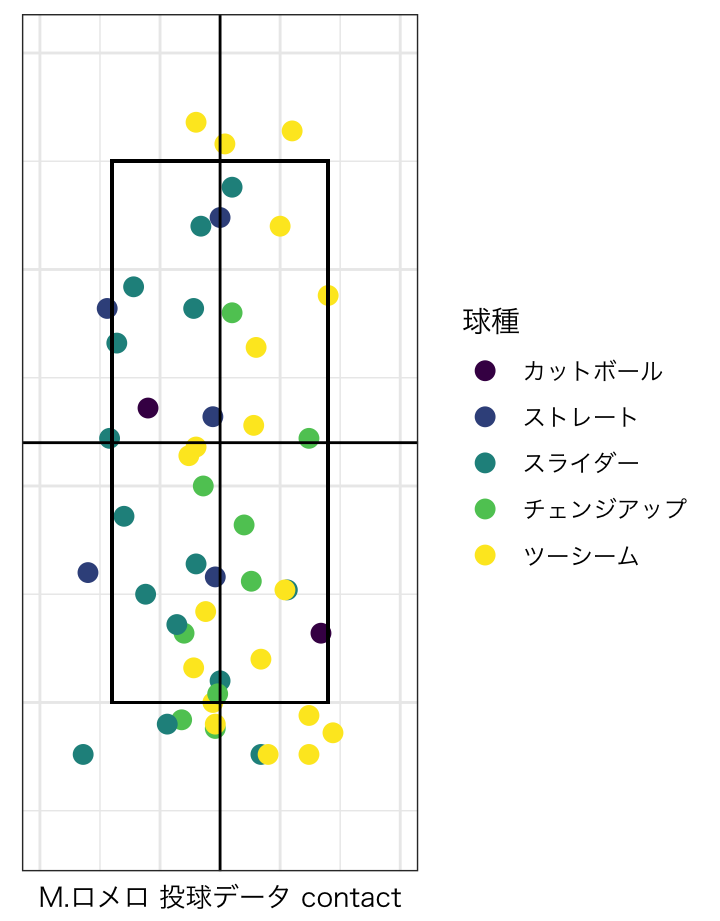 球種
カットボール
ストレート
スライダー
チェンジアップ
ツーシーム
M.ロメロ 投球データ contact